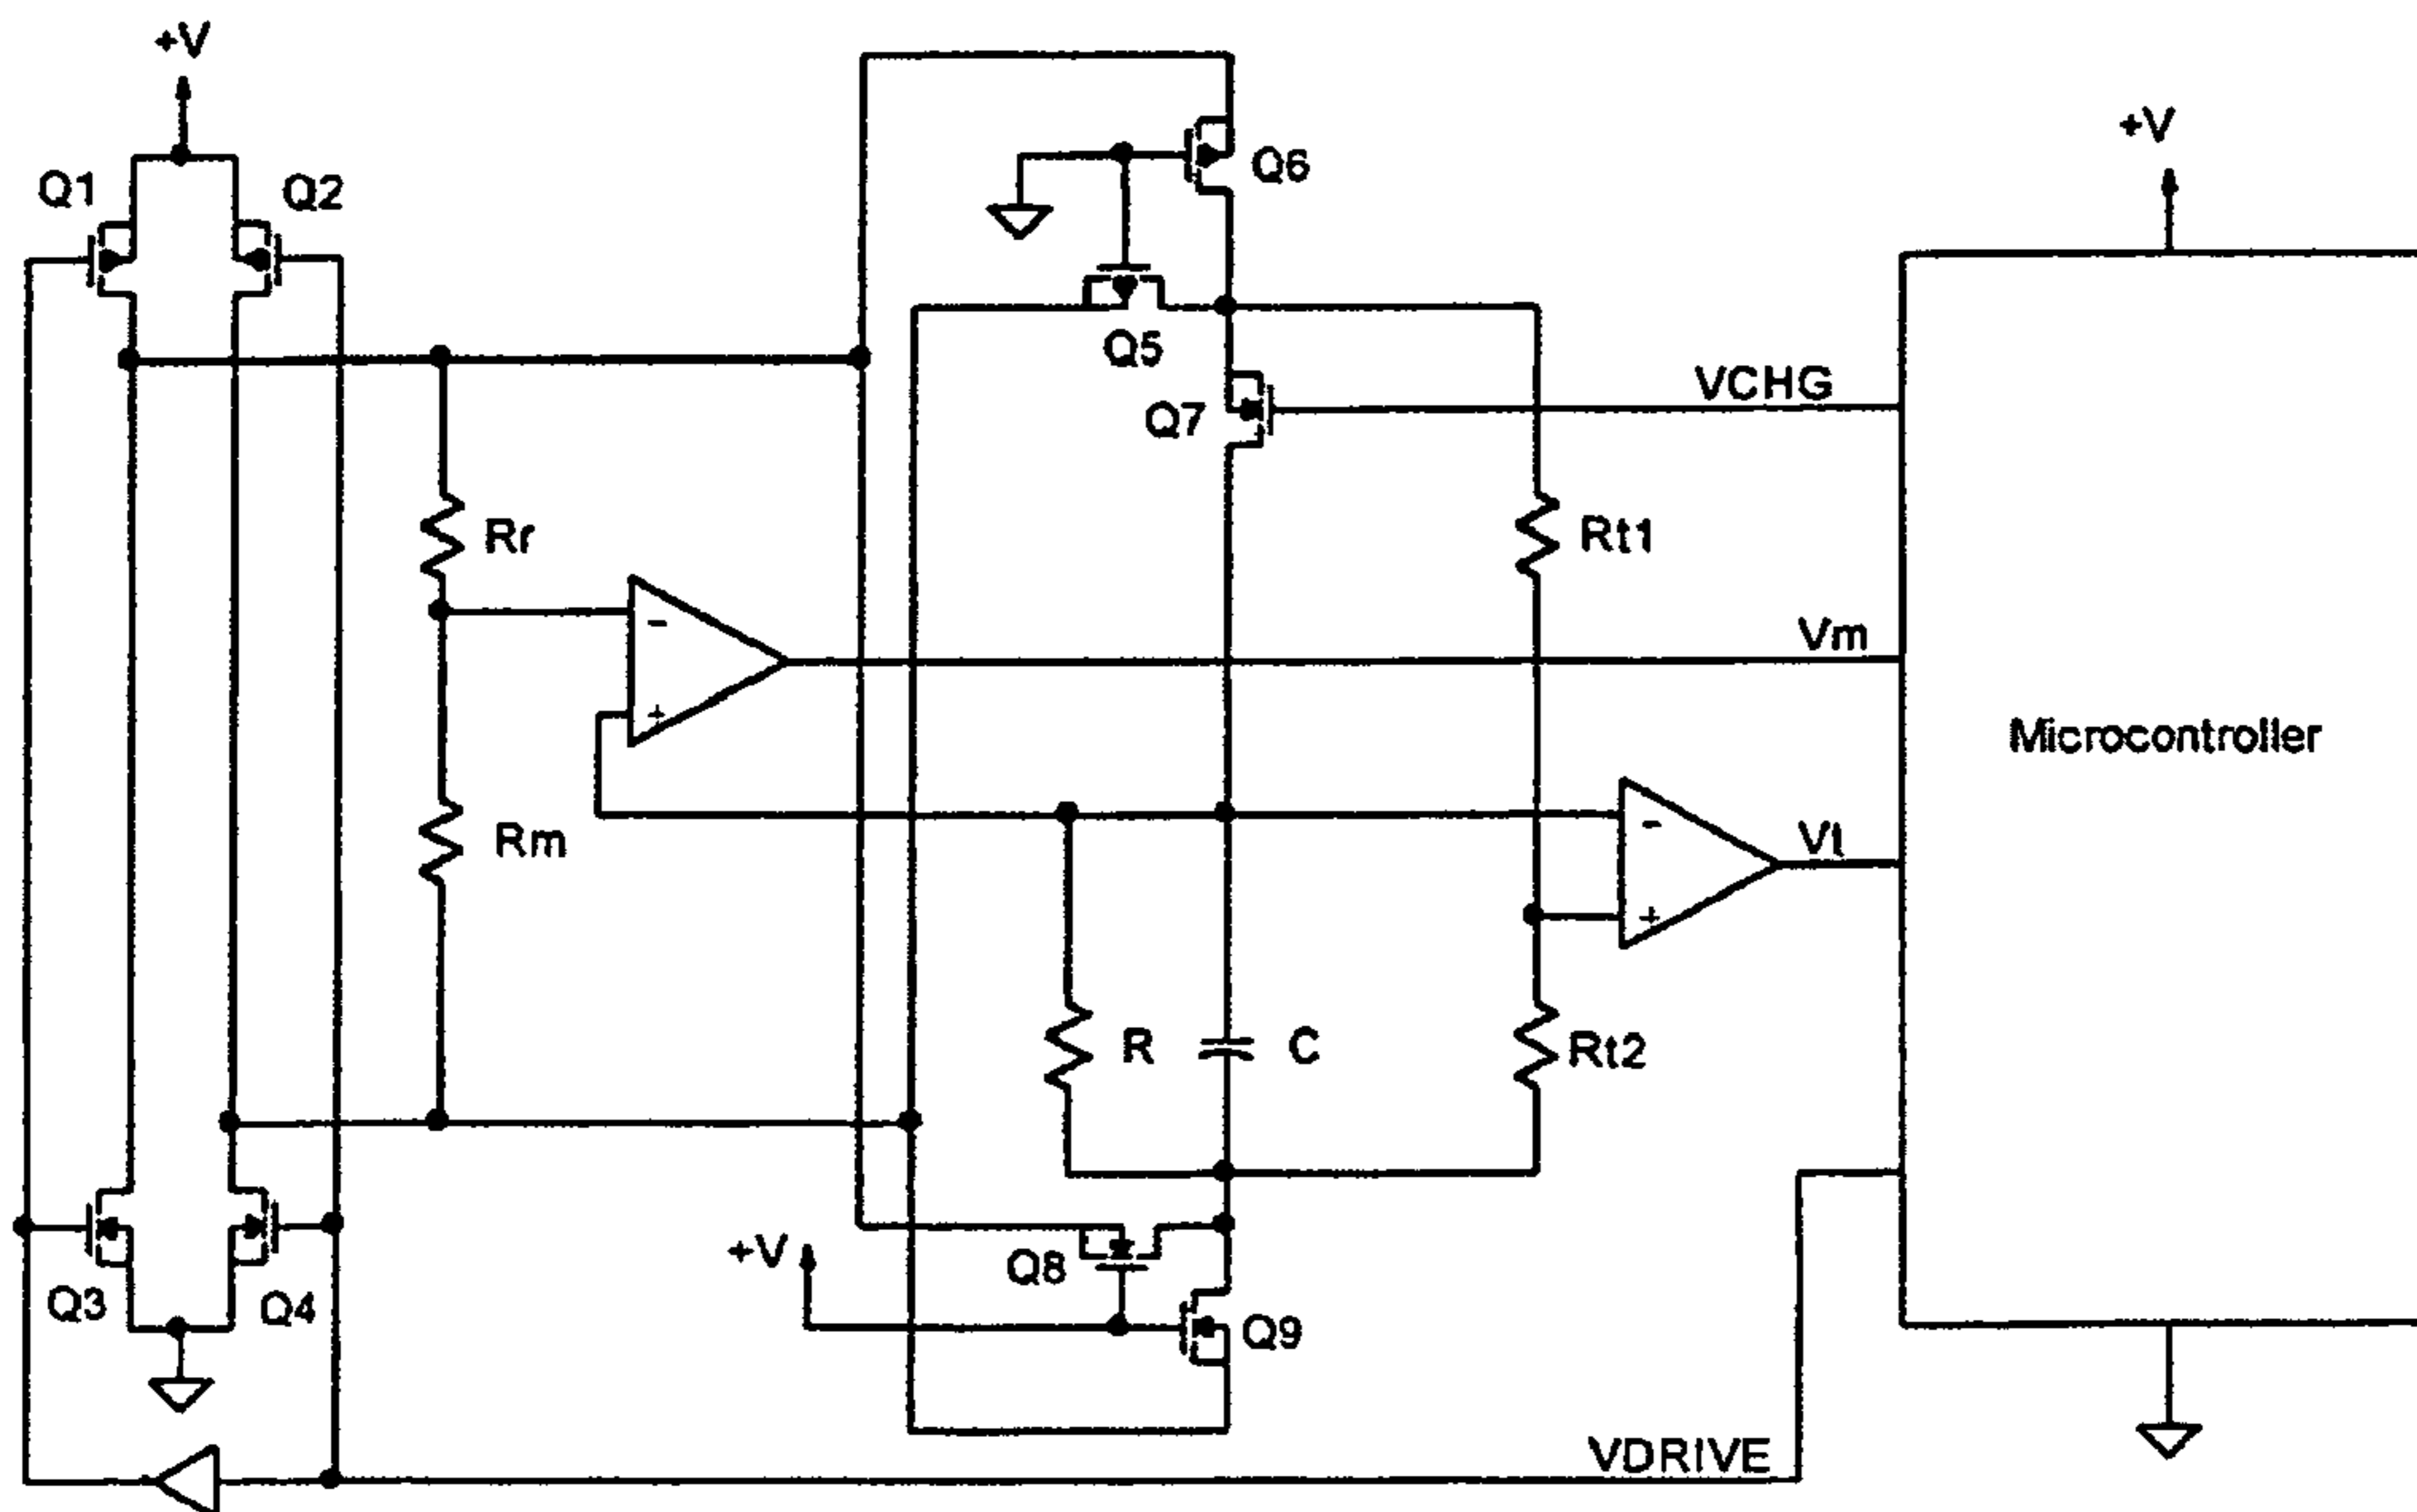 +V
+V
Q1
Q2
Q6
Q5
Q7
VCHG
Rr
Rt1
Vm
-
+
Microcontroller
Rm
-
Vt
+
R
C
Rt2
+V
Q8
Q3
Q4
Q9
VDRIVE